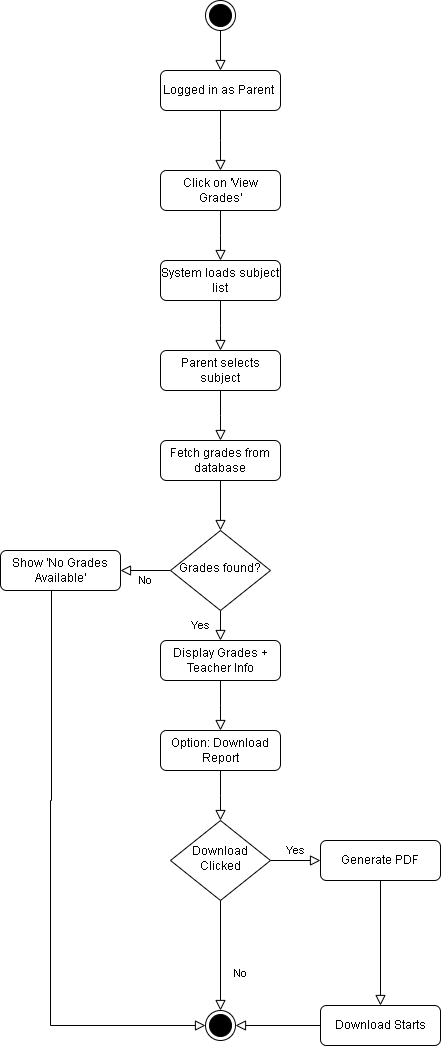 Logged in as Parent
Click on 'View
Grades'
System loads subject
list
Parent selects
subject
Fetch grades from
database
Grades found?
No
Show 'No Grades
Available'
Yes
Display Grades +
Teacher Info
Option: Download
Report
Download
Clicked
Yes
Generate PDF
No
Download Starts